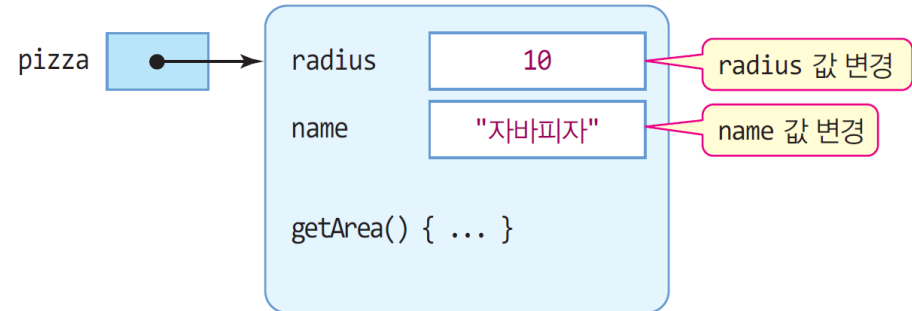 pizza
radius
10
radius 값 변경
name
"자바피자"
name 값 변경
getArea() { ... }